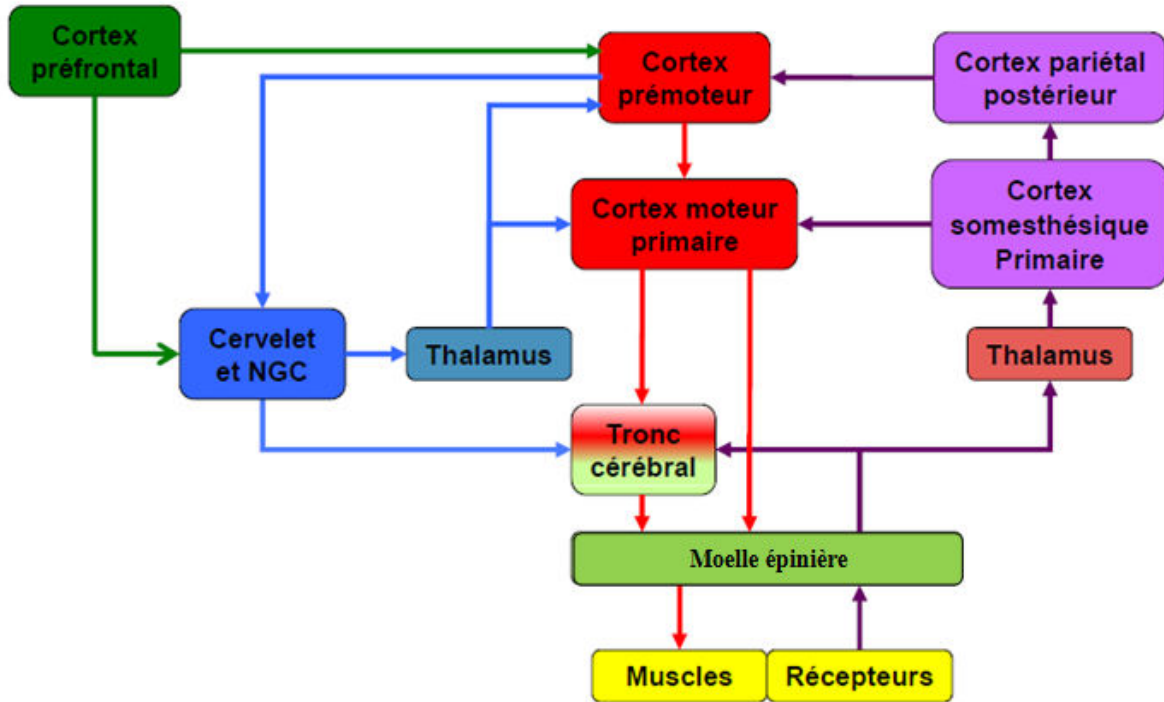 Cortex
préfrontal
Cortex
prémoteur
Cortex pariétal
postérieur
Cortex moteur
primaire
Cortex
somesthésique
Primaire
Cervelet
et NGC
Thalamus
Thalamus
Tronc
cérébral
Moelle épinière
Muscles
Récepteurs